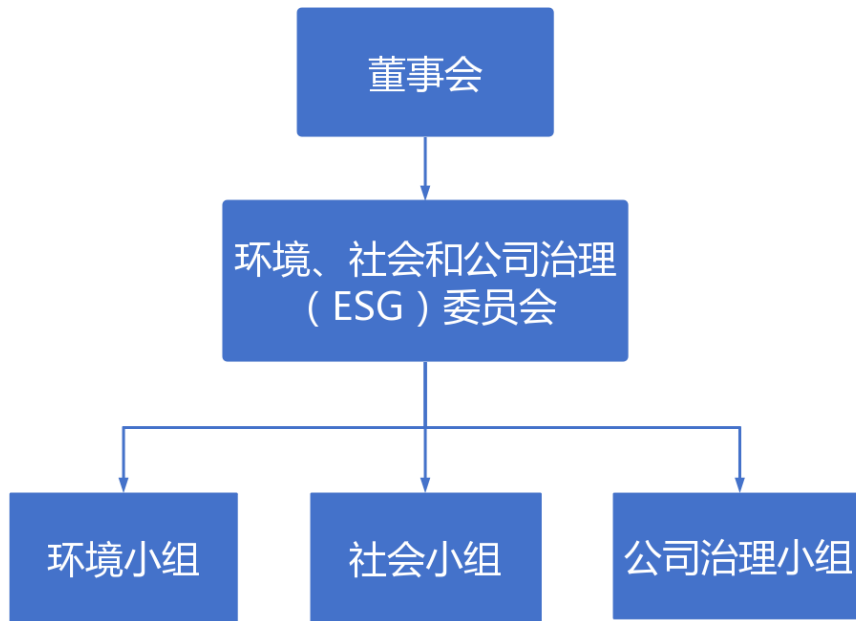 董事会
环境、社会和公司治理
（ESG）委员会
环境小组
社会小组
公司治理小组